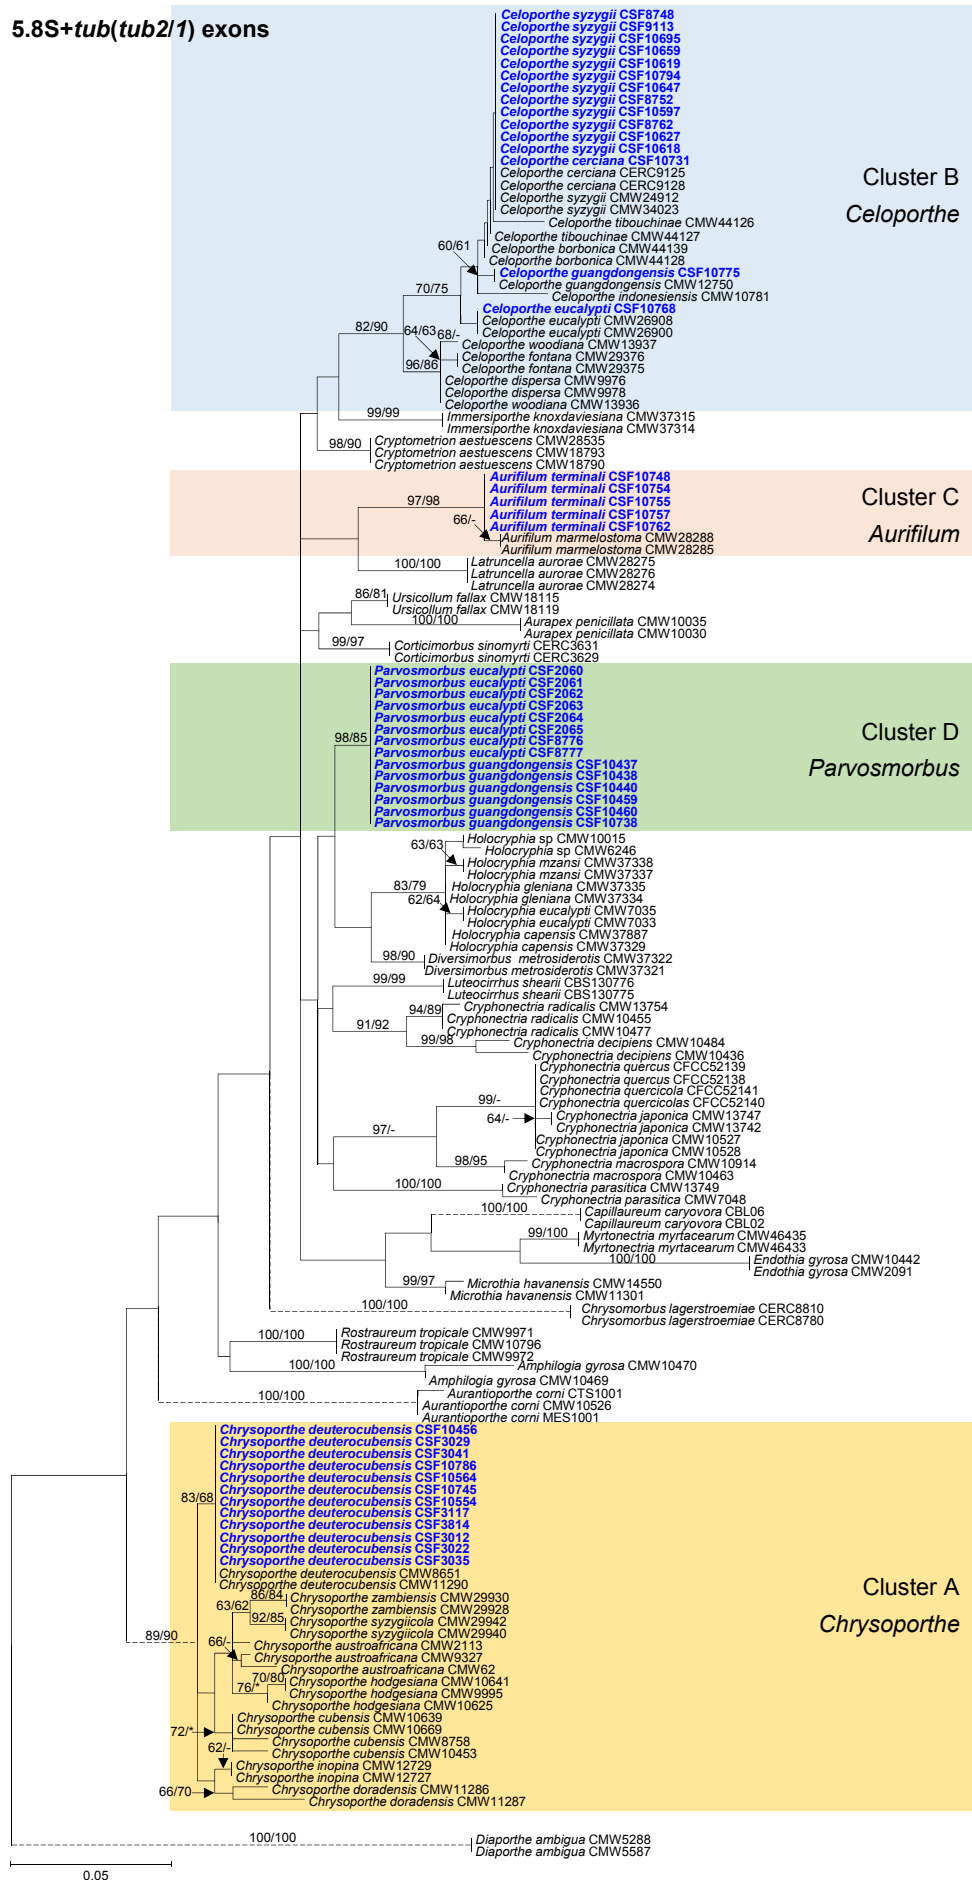 5.8S+tub(tub2/1) exons
Celoporthe syzygii CSF8748
Celoporthe syzygii CSF9113
Celoporthe syzygii CSF10695
Celoporthe syzygii CSF10659
Celoporthe syzygii CSF10619
Celoporthe syzygii CSF10794
Celoporthe syzygii CSF10647
Celoporthe syzygii CSF8752
Celoporthe syzygii CSF10597
Celoporthe syzygii CSF8762
Celoporthe syzygii CSF10627
Celoporthe syzygii CSF10618
Celoporthe cerciana CSF10731
Celoporthe cerciana CERC9125
Celoporthe cerciana CERC9128
Celoporthe syzygii CMW24912
Celoporthe syzygii CMW34023
Celoporthe tibouchinae CMW44126
Celoporthe tibouchinae CMW44127
Celoporthe borbonica CMW44139
Celoporthe borbonica CMW44128
60/61
Celoporthe guangdongensis CSF10775
Celoporthe guangdongensis CMW12750
Celoporthe indonesiensis CMW10781
70/75
Celoporthe eucalypti CSF10768
Celoporthe eucalypti CMW26908
Celoporthe eucalypti CMW26900
82/90
64/63
68/-
Celoporthe woodiana CMW13937
Celoporthe fontana CMW29376
Celoporthe fontana CMW29375
96/86
Celoporthe dispersa CMW9976
Celoporthe dispersa CMW9978
Celoporthe woodiana CMW13936
Cluster B
Celoporthe
99/99
Immersiporthe knoxdaviesiana CMW37315
Immersiporthe knoxdaviesiana CMW37314
98/90
Cryptometrion aestuescens CMW28535
Cryptometrion aestuescens CMW18793
Cryptometrion aestuescens CMW18790
97/98
Aurifilum terminali CSF10748
Aurifilum terminali CSF10754
Aurifilum terminali CSF10755
Aurifilum terminali CSF10757
Aurifilum terminali CSF10762
66/-
Aurifilum marmelostoma CMW28288
Aurifilum marmelostoma CMW28285
Cluster C
Aurifilum
100/100
Latruncella aurorae CMW28275
Latruncella aurorae CMW28276
Latruncella aurorae CMW28274
86/81
Ursicollum fallax CMW18115
Ursicollum fallax CMW18119
100/100
Aurapex penicillata CMW10035
Aurapex penicillata CMW10030
99/97
Corticimorbus sinomyrti CERC3631
Corticimorbus sinomyrti CERC3629
98/85
Parvosmorbus eucalypti CSF2060
Parvosmorbus eucalypti CSF2061
Parvosmorbus eucalypti CSF2062
Parvosmorbus eucalypti CSF2063
Parvosmorbus eucalypti CSF2064
Parvosmorbus eucalypti CSF2065
Parvosmorbus eucalypti CSF8776
Parvosmorbus eucalypti CSF8777
Parvosmorbus guangdongensis CSF10437
Parvosmorbus guangdongensis CSF10438
Parvosmorbus guangdongensis CSF10440
Parvosmorbus guangdongensis CSF10459
Parvosmorbus guangdongensis CSF10460
Parvosmorbus guangdongensis CSF10738
Cluster D
Parvosmorbus
63/63
Holocryphia sp CMW10015
Holocryphia sp CMW6246
Holocryphia mzansi CMW37338
Holocryphia mzansi CMW37337
83/79
Holocryphia gleniana CMW37335
Holocryphia gleniana CMW37334
62/64
Holocryphia eucalypti CMW7035
Holocryphia eucalypti CMW7033
Holocryphia capensis CMW37887
Holocryphia capensis CMW37329
98/90
Diversimorbus metrosiderotis CMW37322
Diversimorbus metrosiderotis CMW37321
99/99
Luteocirrhus shearii CBS130776
Luteocirrhus shearii CBS130775
94/89
Cryphonectria radicalis CMW13754
Cryphonectria radicalis CMW10455
Cryphonectria radicalis CMW10477
91/92
99/98
Cryphonectria decipiens CMW10484
Cryphonectria decipiens CMW10436
Cryphonectria quercus CFCC52139
Cryphonectria quercus CFCC52138
Cryphonectria quercicola CFCC52141
Cryphonectria quercicolas CFCC52140
99/-
64/-
Cryphonectria japonica CMW13747
Cryphonectria japonica CMW13742
Cryphonectria japonica CMW10527
Cryphonectria japonica CMW10528
97/-
98/95
Cryphonectria macrospora CMW10914
Cryphonectria macrospora CMW10463
100/100
Cryphonectria parasitica CMW13749
Cryphonectria parasitica CMW7048
100/100
Capillaureum caryovora CBL06
Capillaureum caryovora CBL02
99/100
Myrtonectria myrtacearum CMW46435
Myrtonectria myrtacearum CMW46433
100/100
Endothia gyrosa CMW10442
Endothia gyrosa CMW2091
99/97
Microthia havanensis CMW14550
Microthia havanensis CMW11301
100/100
Chrysomorbus lagerstroemiae CERC8810
Chrysomorbus lagerstroemiae CERC8780
100/100
Rostraureum tropicale CMW9971
Rostraureum tropicale CMW10796
Rostraureum tropicale CMW9972
100/100
Amphilogia gyrosa CMW10470
Amphilogia gyrosa CMW10469
100/100
Aurantioporthe corni CTS1001
Aurantioporthe corni CMW10526
Aurantioporthe corni MES1001
83/68
Chrysoporthe deuterocubensis CSF10456
Chrysoporthe deuterocubensis CSF3029
Chrysoporthe deuterocubensis CSF3041
Chrysoporthe deuterocubensis CSF10786
Chrysoporthe deuterocubensis CSF10564
Chrysoporthe deuterocubensis CSF10745
Chrysoporthe deuterocubensis CSF10554
Chrysoporthe deuterocubensis CSF3117
Chrysoporthe deuterocubensis CSF3814
Chrysoporthe deuterocubensis CSF3012
Chrysoporthe deuterocubensis CSF3022
Chrysoporthe deuterocubensis CSF3035
Chrysoporthe deuterocubensis CMW8651
Chrysoporthe deuterocubensis CMW11290
86/84
63/62
Chrysoporthe zambiensis CMW29930
Chrysoporthe zambiensis CMW29928
92/85
Chrysoporthe syzygiicola CMW29942
Chrysoporthe syzygiicola CMW29940
89/90
66/-
Chrysoporthe austroafricana CMW2113
Chrysoporthe austroafricana CMW9327
Chrysoporthe austroafricana CMW62
70/80
76/*
Chrysoporthe hodgesiana CMW10641
Chrysoporthe hodgesiana CMW9995
Chrysoporthe hodgesiana CMW10625
72/*
Chrysoporthe cubensis CMW10639
Chrysoporthe cubensis CMW10669
Chrysoporthe cubensis CMW8758
Chrysoporthe cubensis CMW10453
62/-
Chrysoporthe inopina CMW12729
Chrysoporthe inopina CMW12727
66/70
Chrysoporthe doradensis CMW11286
Chrysoporthe doradensis CMW11287
Cluster A
Chrysoporthe
100/100
Diaporthe ambigua CMW5288
Diaporthe ambigua CMW5587
0.05